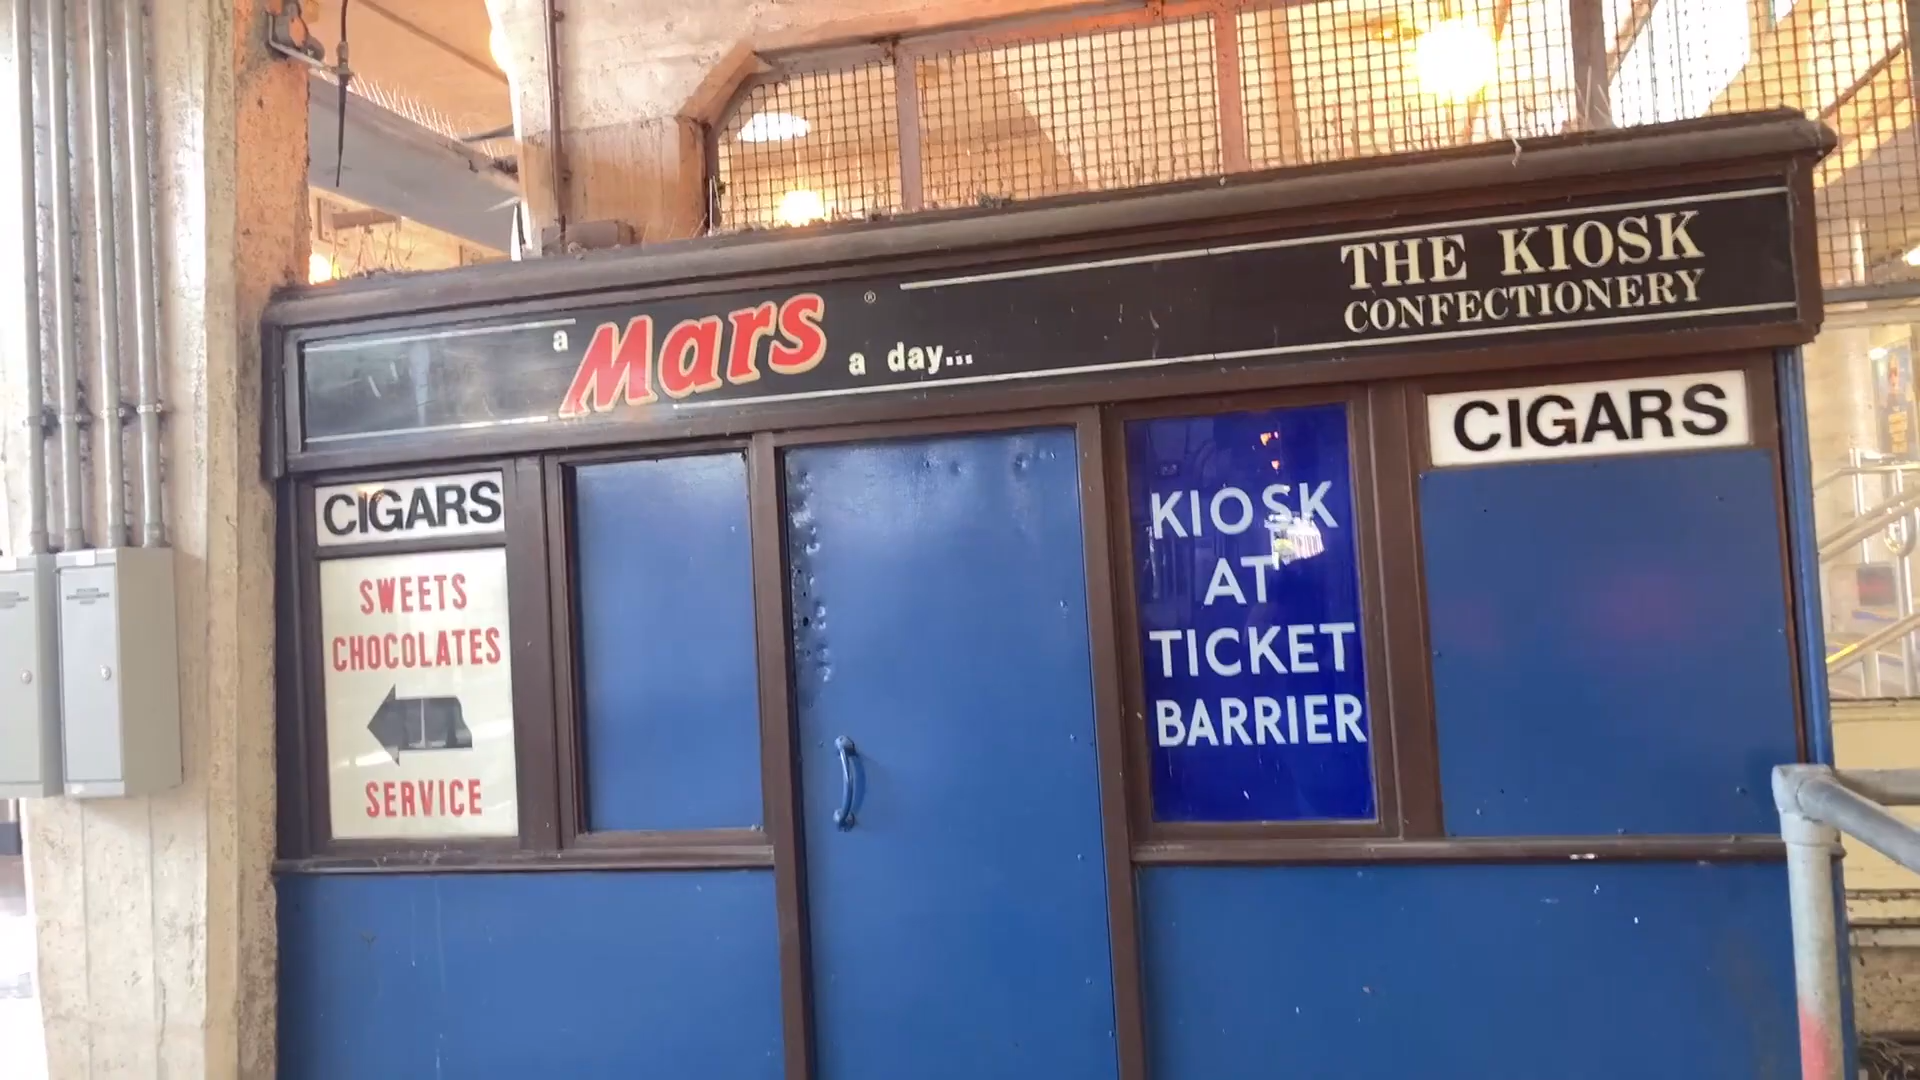 a Mars ® a day...
THE KIOSK
CONFECTIONERY
CIGARS
SWEETS
CHOCOLATES
SERVICE
KIOSK
AT
TICKET
BARRIER
CIGARS